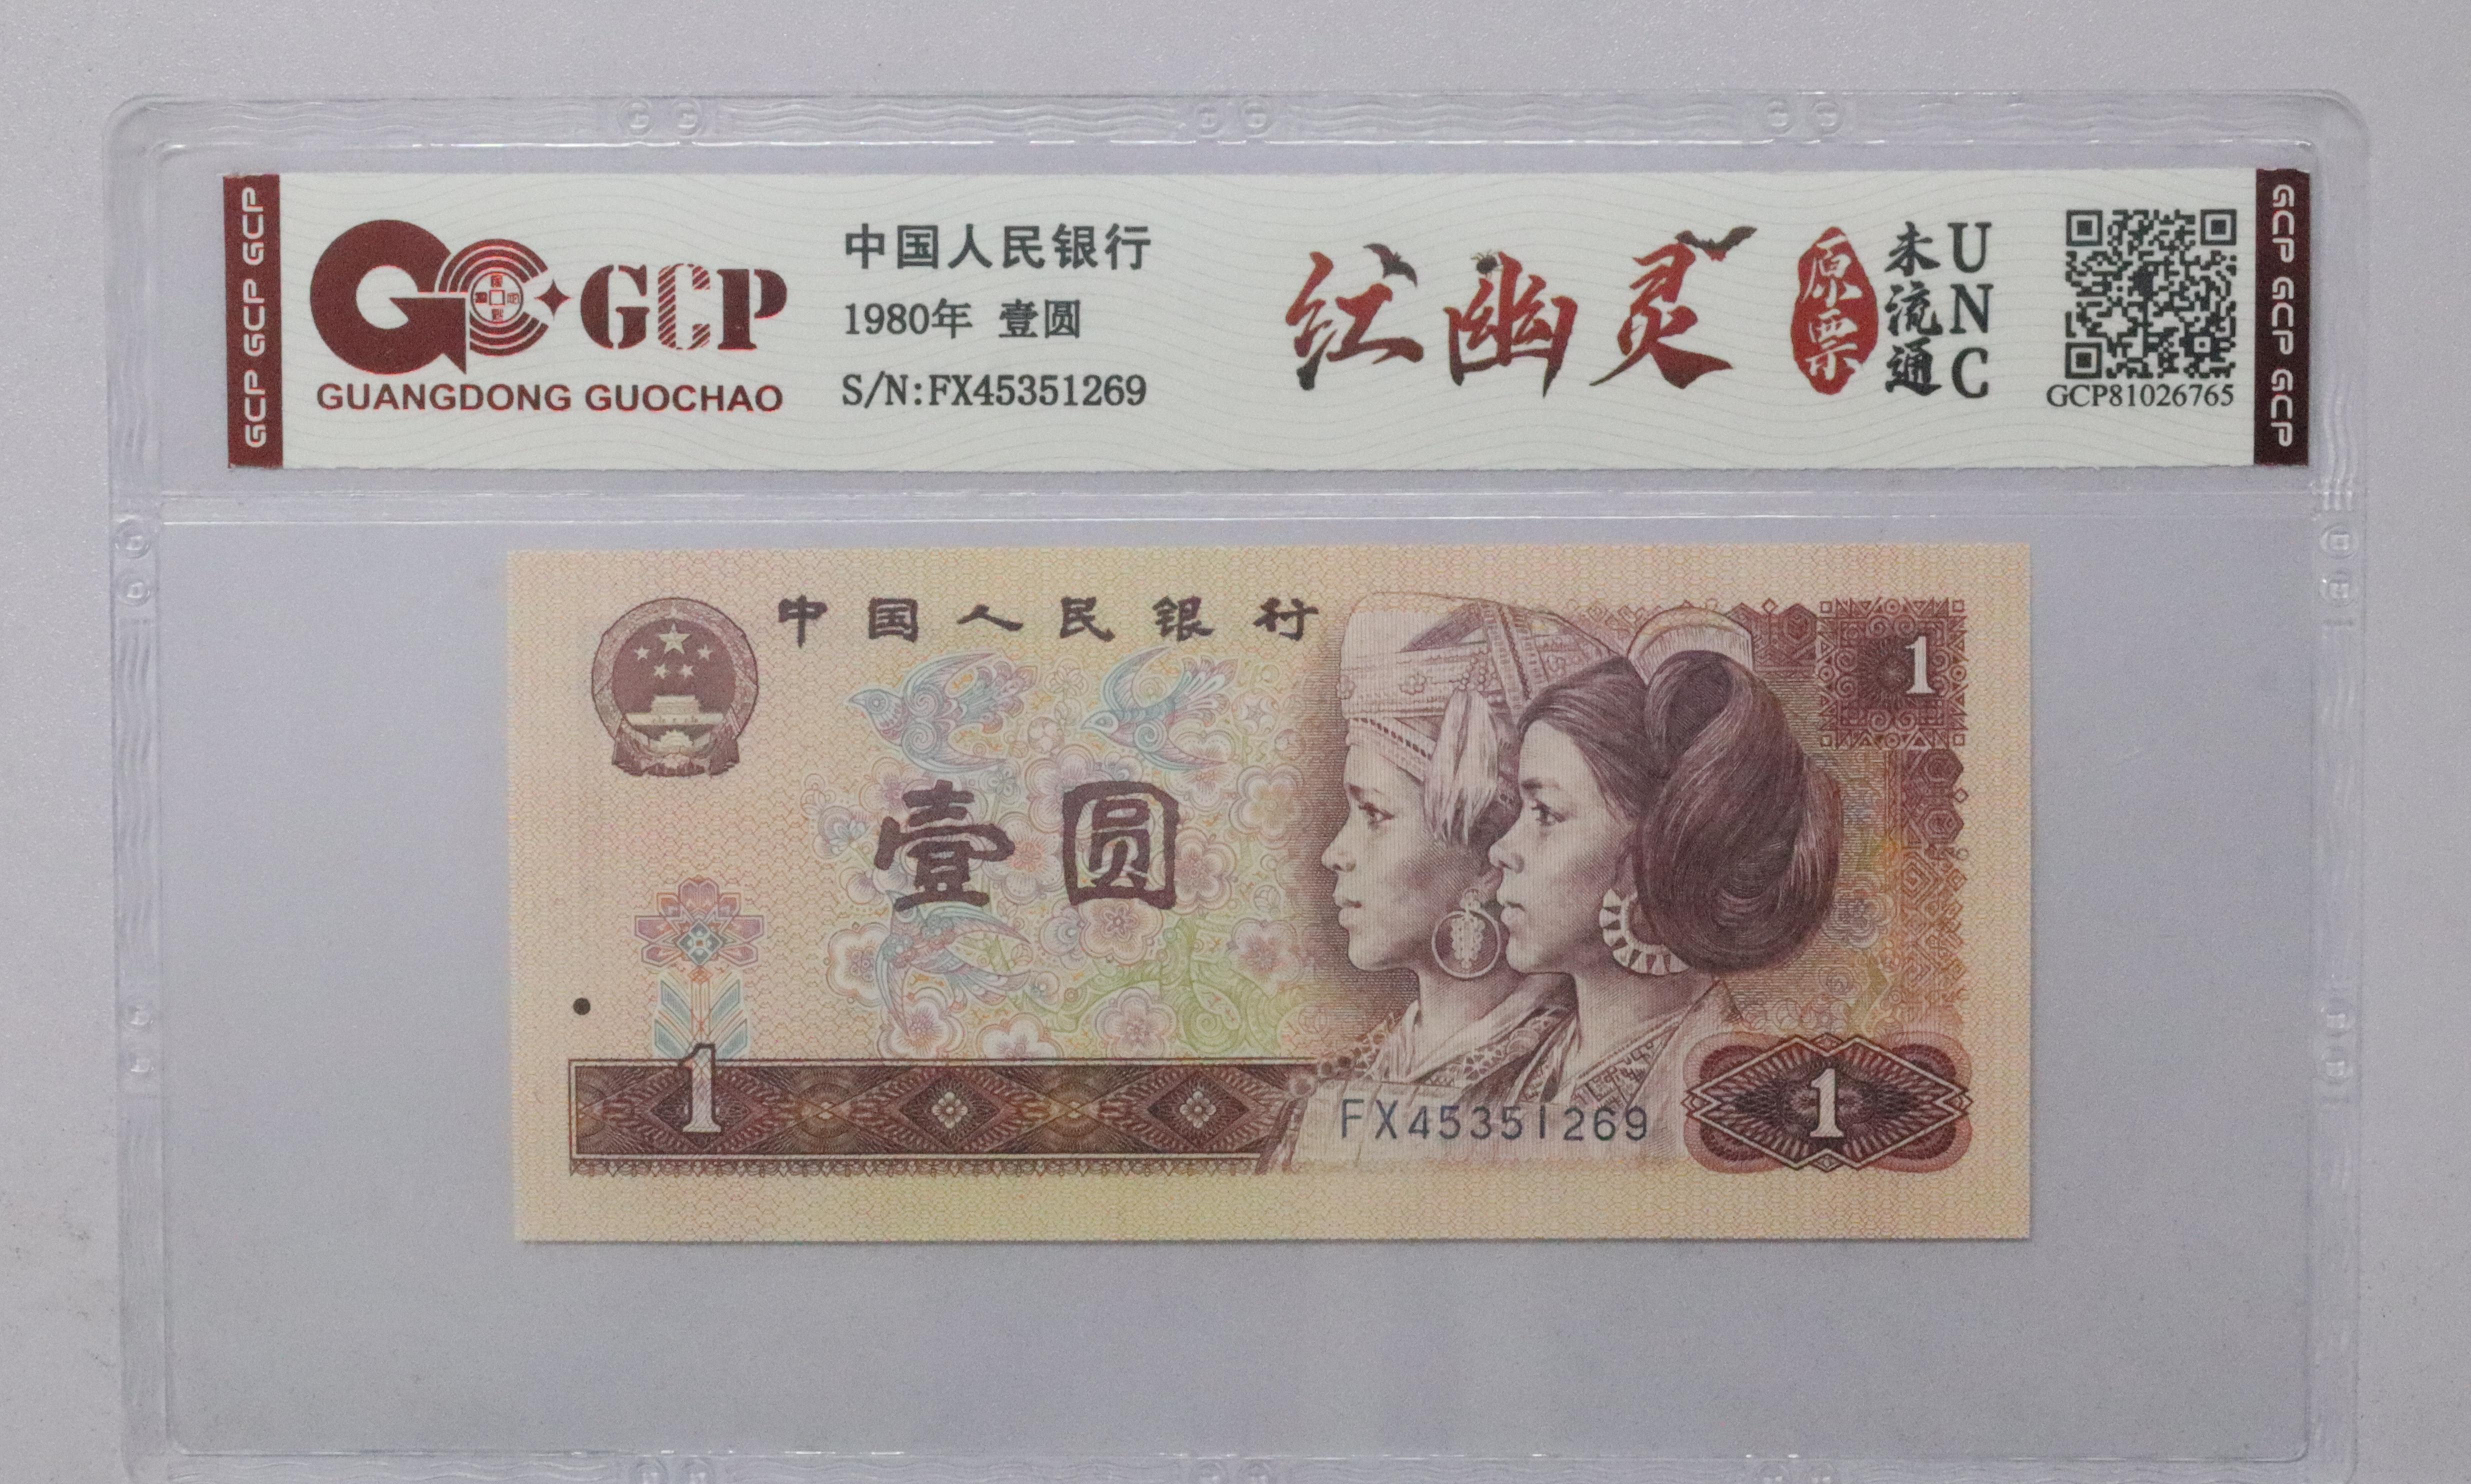 GCP GCP GCP
GCP
GUANGDONG GUOCHAO
中国人民银行
1980年 壹圆
S/N:FX45351269
红幽灵
原票
未流通
UNC
GCP81026765
GCP GCP GCP
中国人民银行
1
壹圆
1
FX45351269
1